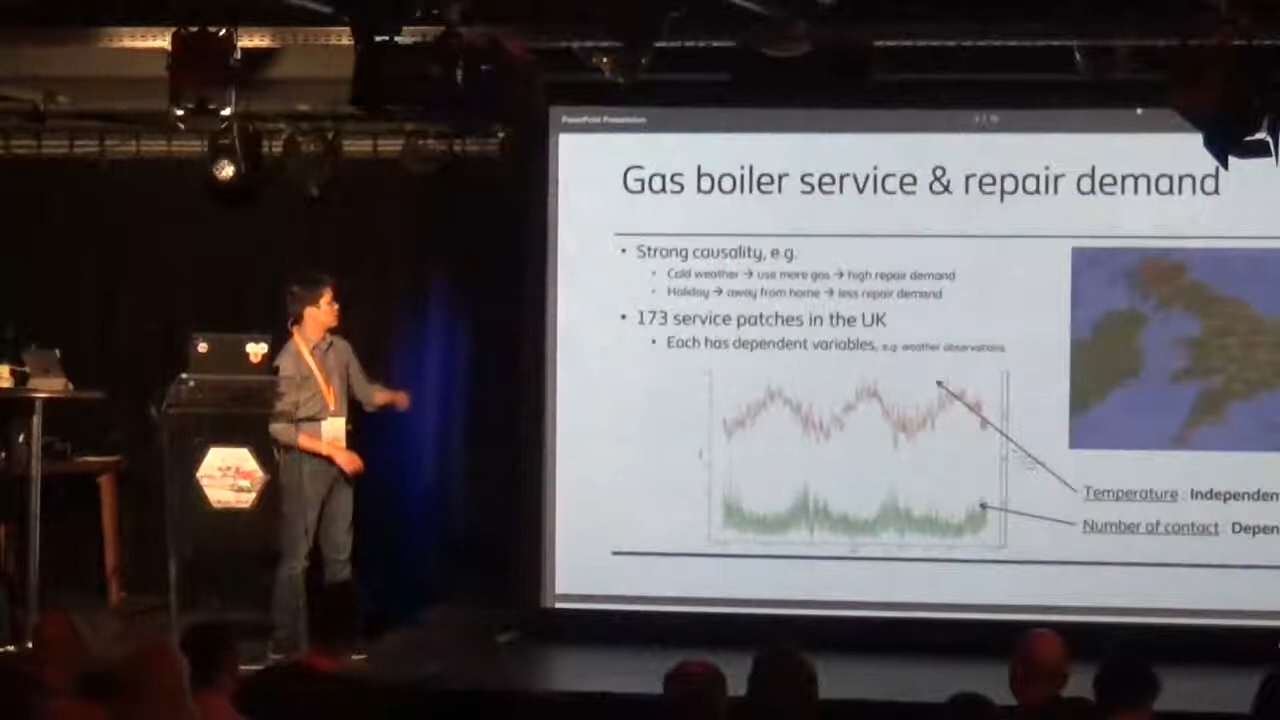 PowerPoint Presentation
Gas boiler service & repair demand
• Strong causality, e.g.
• Cold weather → use more gas → high repair demand
• Holiday → away from home → less repair demand
• 173 service patches in the UK
• Each has dependent variables, e.g. weather observations
Temperature : Independen
Number of contact : Depen